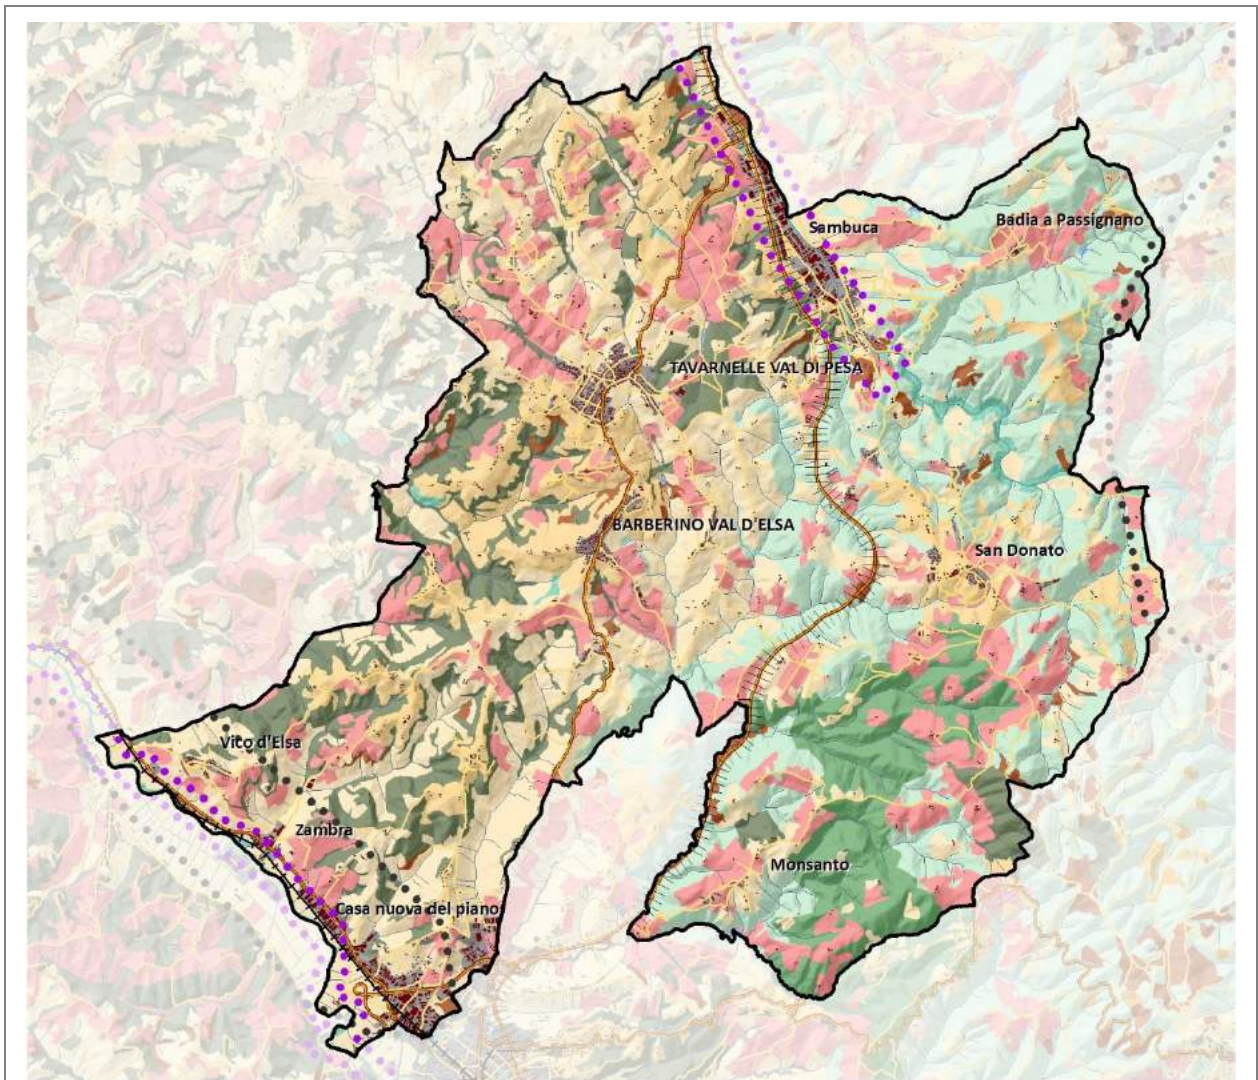 Sambuca
Badia a Passignano
TAVARNELLE VAL DI PESA
BARBERINO VAL D'ELSA
San Donato
Vico d'Elsa
Zambra
Monsanto
Casa nuova del piano